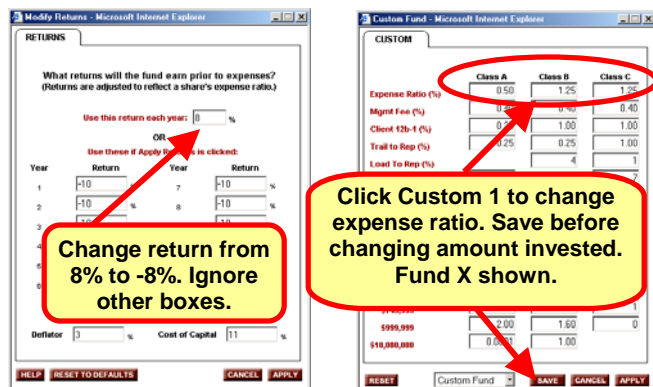 Modify Returns - Microsoft Internet Explorer
RETURNS
What returns will the fund earn prior to expenses?
(Returns are adjusted to reflect a share's expense ratio.)
Use this return each year: 8 %
OR
Use these if Apply Returns is clicked:
Year Return Year Return
1 -10 % 7 -10 %
2 -10 % 8 -10 %
Change return from
8% to -8%. Ignore
other boxes.
Deflator 3 % Cost of Capital 11 %
HELP RESET TO DEFAULTS CANCEL APPLY
Custom Fund - Microsoft Internet Exp
CUSTOM
Class A Class B Class C
Expense Ratio (%) 0.50 1.25 1.25
Mgmt Fee (%) 0.40 0.40
Client 12b-1 (%) 1.00 1.00
Trail to Rep (%) 0.25 0.25 1.00
Load To Rep (%) 4 1
Click Custom 1 to change
expense ratio. Save before
changing amount invested.
Fund X shown.
1
$999,999 2.00 1.60 0
$10,000,000 1.00
RESET Custom Fund SAVE CANCEL APPLY